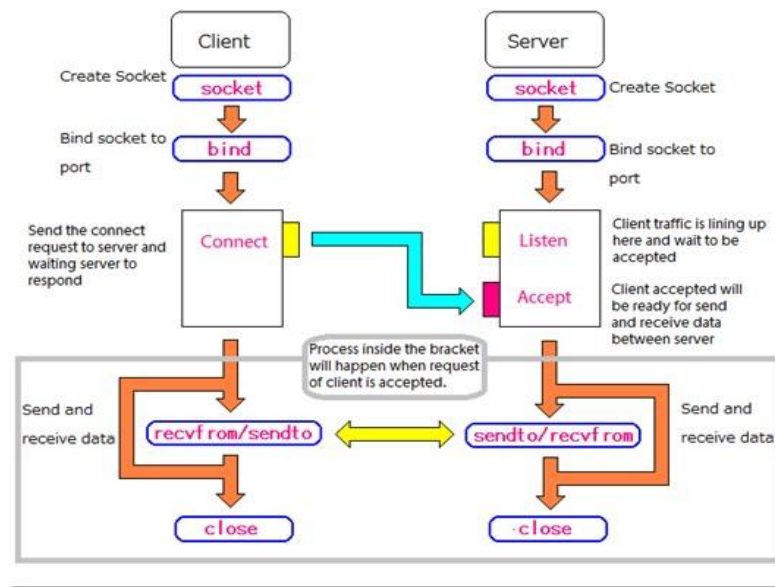 Client
Server
Create Socket
socket
socket
Create Socket
Bind socket to
port
bind
bind
Bind socket to
port
Send the connect
request to server and
waiting server to
respond
Connect
Listen
Accept
Client traffic is lining up
here and wait to be
accepted
Client accepted will
be ready for send
and receive data
between server
Process inside the bracket
will happen when request
of client is accepted.
Send and
receive data
recvfrom/sendto
sendto/recvfrom
Send and
receive data
close
close